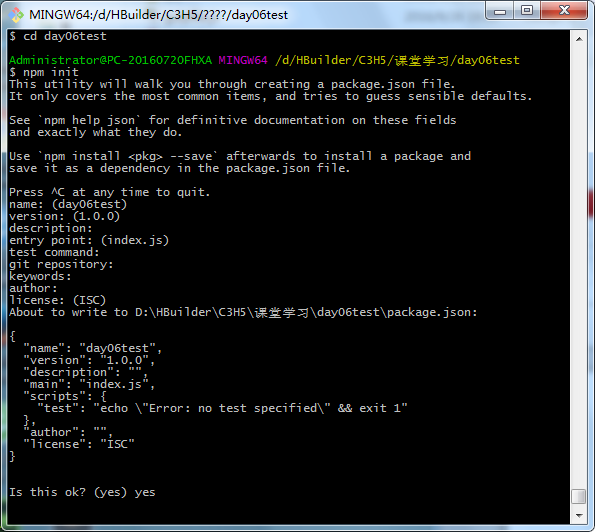 MINGW64:/d/HBuilder/C3H5/????/day06test
$ cd day06test
Administrator@PC-20160720FHXA MINGW64 /d/HBuilder/C3H5/课堂学习/day06test
$ npm init
This utility will walk you through creating a package.json file.
It only covers the most common items, and tries to guess sensible defaults.
See `npm help json` for definitive documentation on these fields
and exactly what they do.
Use `npm install <pkg> --save` afterwards to install a package and
save it as a dependency in the package.json file.
Press ^C at any time to quit.
name: (day06test)
version: (1.0.0)
description:
entry point: (index.js)
test command:
git repository:
keywords:
author:
license: (ISC)
About to write to D:\HBuilder\C3H5\课堂学习\day06test\package.json:
{
  "name": "day06test",
  "version": "1.0.0",
  "description": "",
  "main": "index.js",
  "scripts": {
    "test": "echo \"Error: no test specified\" && exit 1"
  },
  "author": "",
  "license": "ISC"
}
Is this ok? (yes) yes